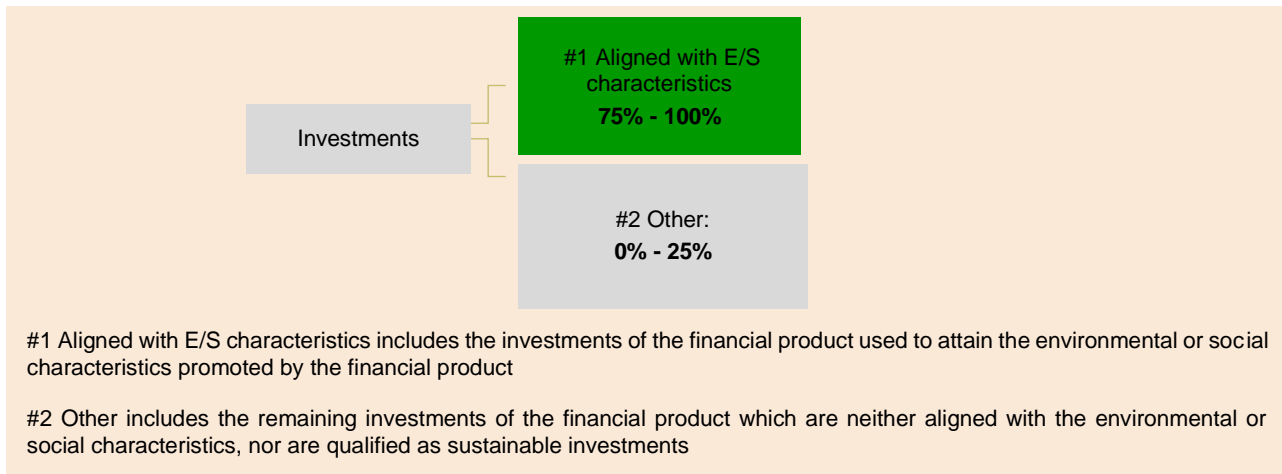 #1 Aligned with E/S
characteristics
75% - 100%
Investments
#2 Other:
0% - 25%
#1 Aligned with E/S characteristics includes the investments of the financial product used to attain the environmental or social
characteristics promoted by the financial product
#2 Other includes the remaining investments of the financial product which are neither aligned with the environmental or
social characteristics, nor are qualified as sustainable investments